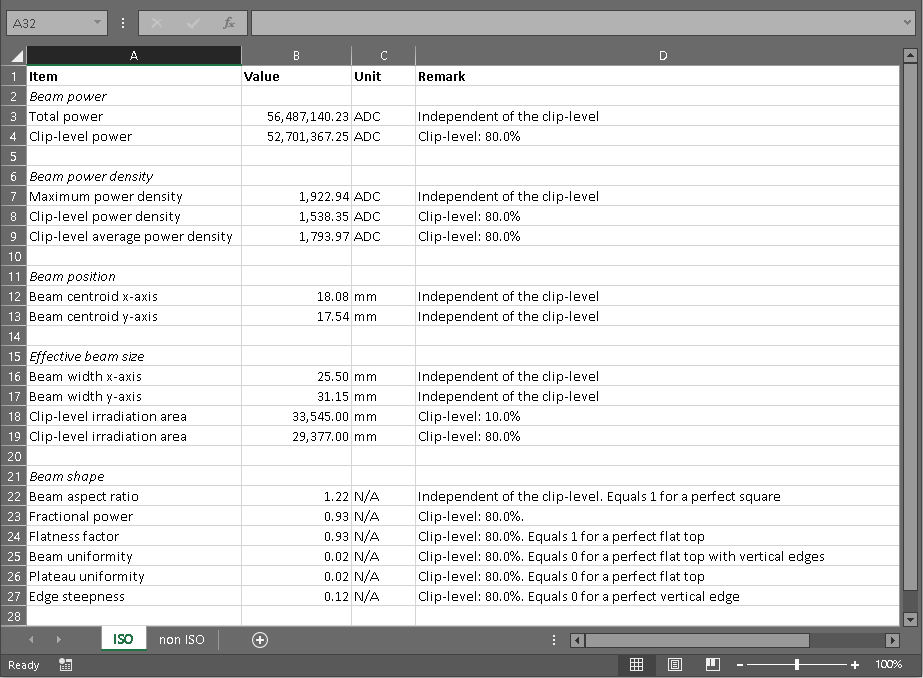 A32 fx
A B C D
1 Item Value Unit Remark
2 Beam power
3 Total power 56,487,140.23 ADC Independent of the clip-level
4 Clip-level power 52,701,367.25 ADC Clip-level: 80.0%
5
6 Beam power density
7 Maximum power density 1,922.94 ADC Independent of the clip-level
8 Clip-level power density 1,538.35 ADC Clip-level: 80.0%
9 Clip-level average power density 1,793.97 ADC Clip-level: 80.0%
10
11 Beam position
12 Beam centroid x-axis 18.08 mm Independent of the clip-level
13 Beam centroid y-axis 17.54 mm Independent of the clip-level
14
15 Effective beam size
16 Beam width x-axis 25.50 mm Independent of the clip-level
17 Beam width y-axis 31.15 mm Independent of the clip-level
18 Clip-level irradiation area 33,545.00 mm Clip-level: 10.0%
19 Clip-level irradiation area 29,377.00 mm Clip-level: 80.0%
20
21 Beam shape
22 Beam aspect ratio 1.22 N/A Independent of the clip-level. Equals 1 for a perfect square
23 Fractional power 0.93 N/A Clip-level: 80.0%.
24 Flatness factor 0.93 N/A Clip-level: 80.0%. Equals 1 for a perfect flat top
25 Beam uniformity 0.02 N/A Clip-level: 80.0%. Equals 0 for a perfect flat top with vertical edges
26 Plateau uniformity 0.02 N/A Clip-level: 80.0%. Equals 0 for a perfect flat top
27 Edge steepness 0.12 N/A Clip-level: 80.0%. Equals 0 for a perfect vertical edge
28
ISO non ISO
Ready 100%